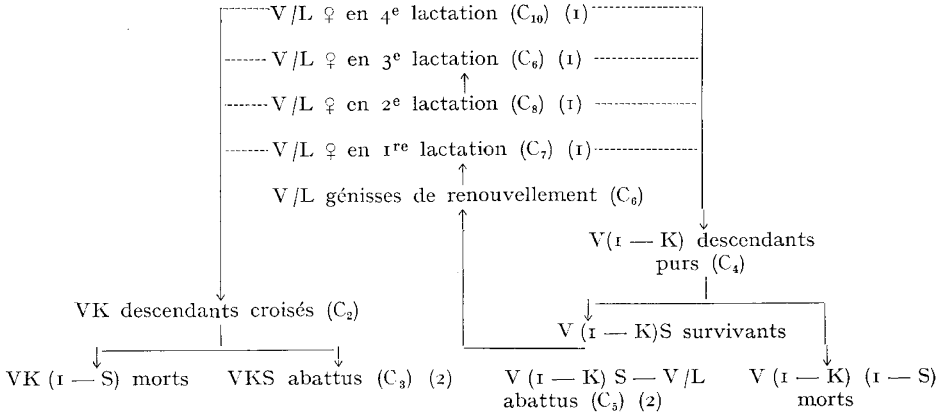 V/L ♀ en 4e lactation (C10) (1)
V/L ♀ en 3e lactation (C6) (1)
V/L ♀ en 2e lactation (C8) (1)
V/L ♀ en 1re lactation (C7) (1)
V/L génisses de renouvellement (C6)
V(1 — K) descendants
purs (C4)
VK descendants croisés (C2)
V (1 — K)S survivants
VK (1 — S) morts
VKS abattus (C3) (2)
V (1 — K) S — V/L
abattus (C5) (2)
V (1 — K) (1 — S)
morts